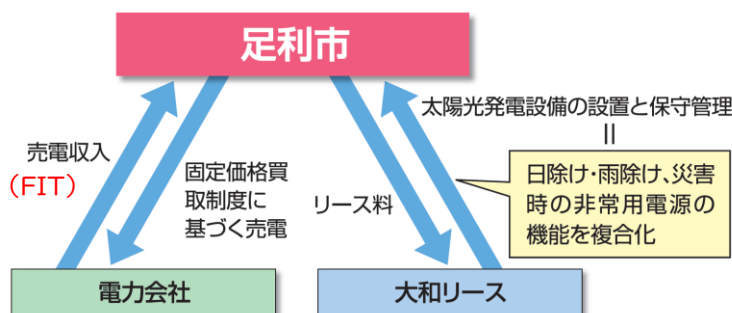 足利市
売電収入
（FIT）
固定価格買
取制度に
基づく売電
リース料
太陽光発電設備の設置と保守管理
＝
日除け・雨除け、災害
時の非常用電源の
機能を複合化
電力会社
大和リース